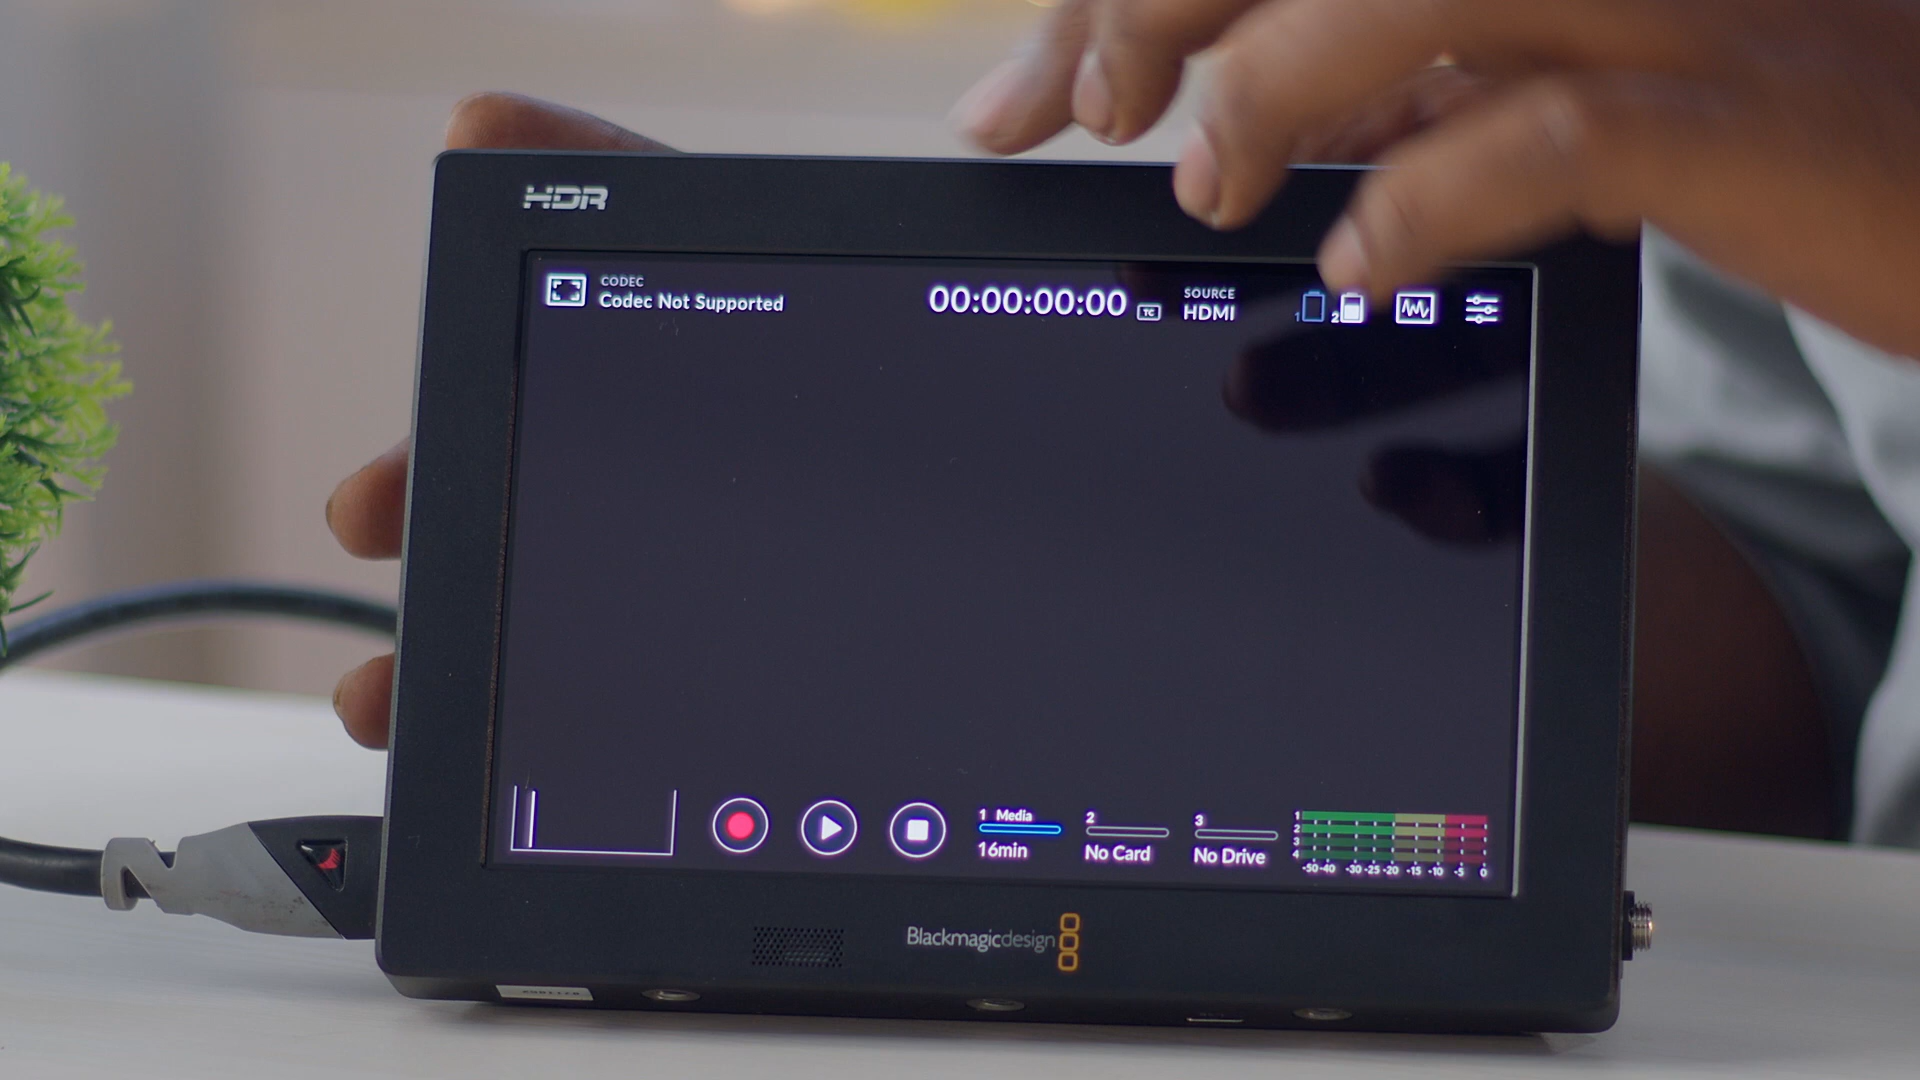 HDR
CODEC
Codec Not Supported
00:00:00:00
TC
SOURCE
HDMI
1
2
1 Media
16min
2
No Card
3
No Drive
1
2
3
4
-50 -40 -30 -25 -20 -15 -10 -5 0
Blackmagicdesign